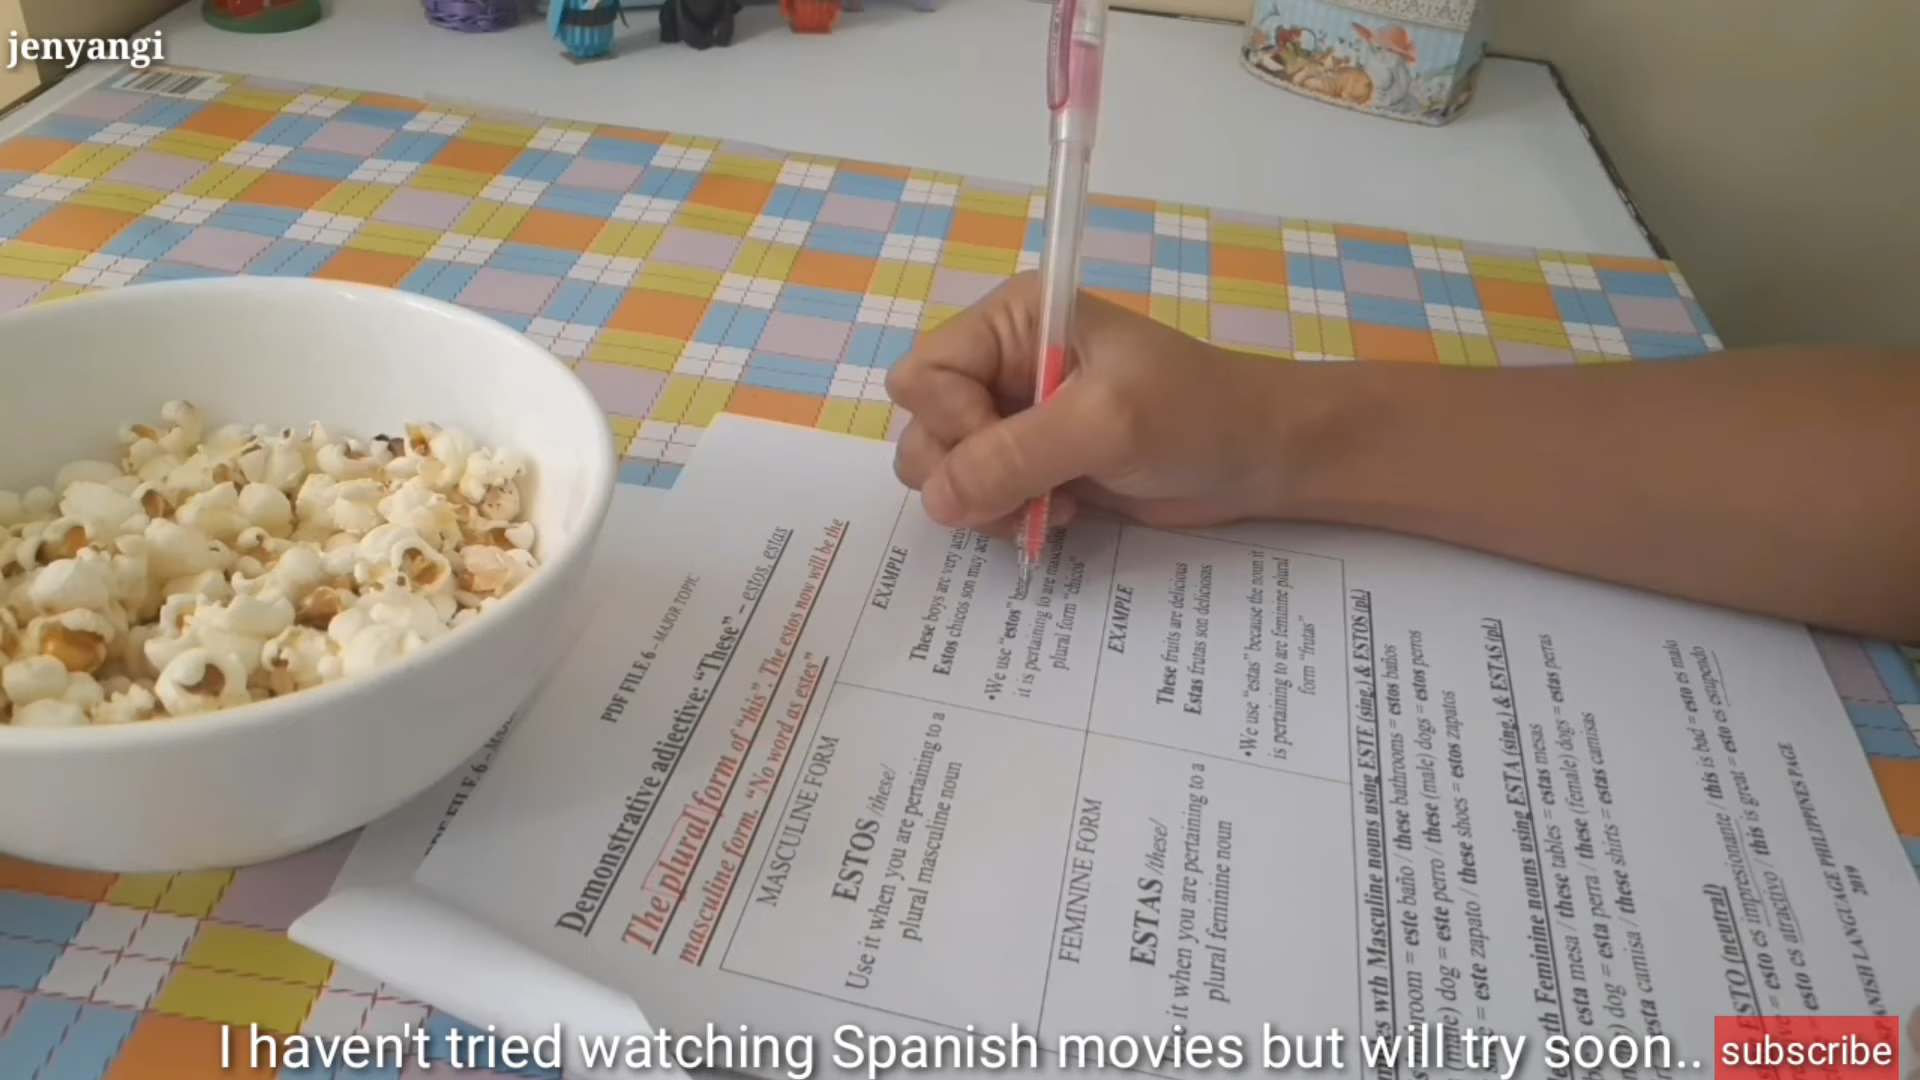 jenyangi
PDF FILE 6 – MAJOR TOPIC
Demonstrative adjective: “These” – estos, estas
The plural form of “this”. The estos now will be the
masculine form. “No word as estes”
MASCULINE FORM
ESTOS /these/
Use it when you are pertaining to a
plural masculine noun
EXAMPLE
These boys are very
Estos chicos son muy
•We use “estos”
it is pertaining to are masculine
plural form “chicos”
FEMININE FORM
ESTAS /these/
it when you are pertaining to a
plural feminine noun
EXAMPLE
These fruits are delicious
Estas frutas son deliciosas
•We use “estas” because the noun it
is pertaining to are feminine plural
form “frutas”
wth Masculine nouns using ESTE (sing.) & ESTOS (pl.)
= este baño / these bathrooms = estos baños
dog = este perro / these (male) dogs = estos perros
= este zapato / these shoes = estos zapatos
Feminine nouns using ESTA (sing.) & ESTAS (pl.)
esta mesa / these tables = estas mesas
dog = esta perra / these (female) dogs = estas perras
esta camisa / these shirts = estas camisas
ESTO (neutral)
= esto es impresionante / this is bad = esto es malo
esto es atractivo / this is great = esto es estupendo
LANGUAGE PHILIPPINES PAGE
2019
I haven't tried watching Spanish movies but will try soon..
subscribe